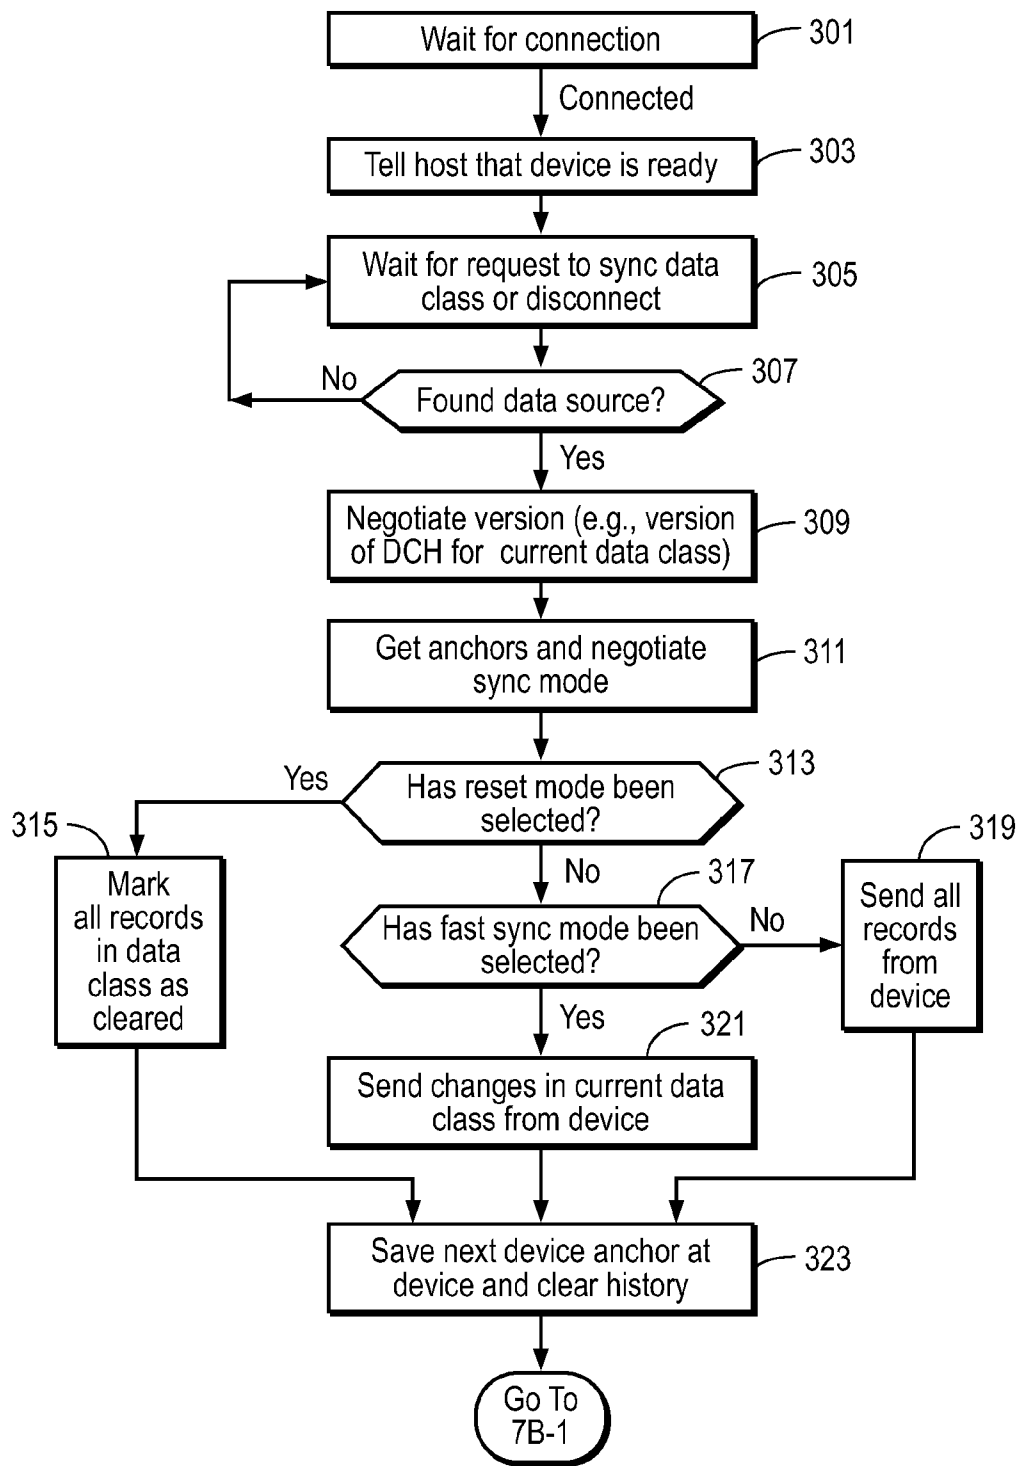 Wait for connection
301
Connected
Tell host that device is ready
303
Wait for request to sync data
class or disconnect
305
No
Found data source?
307
Yes
Negotiate version (e.g., version
of DCH for current data class)
309
Get anchors and negotiate
sync mode
311
Yes
Has reset mode been
selected?
313
315
Mark
all records
in data
class as
cleared
No
317
Has fast sync mode been
selected?
No
319
Send all
records
from
device
Yes
321
Send changes in current data
class from device
Save next device anchor at
device and clear history
323
Go To
7B-1